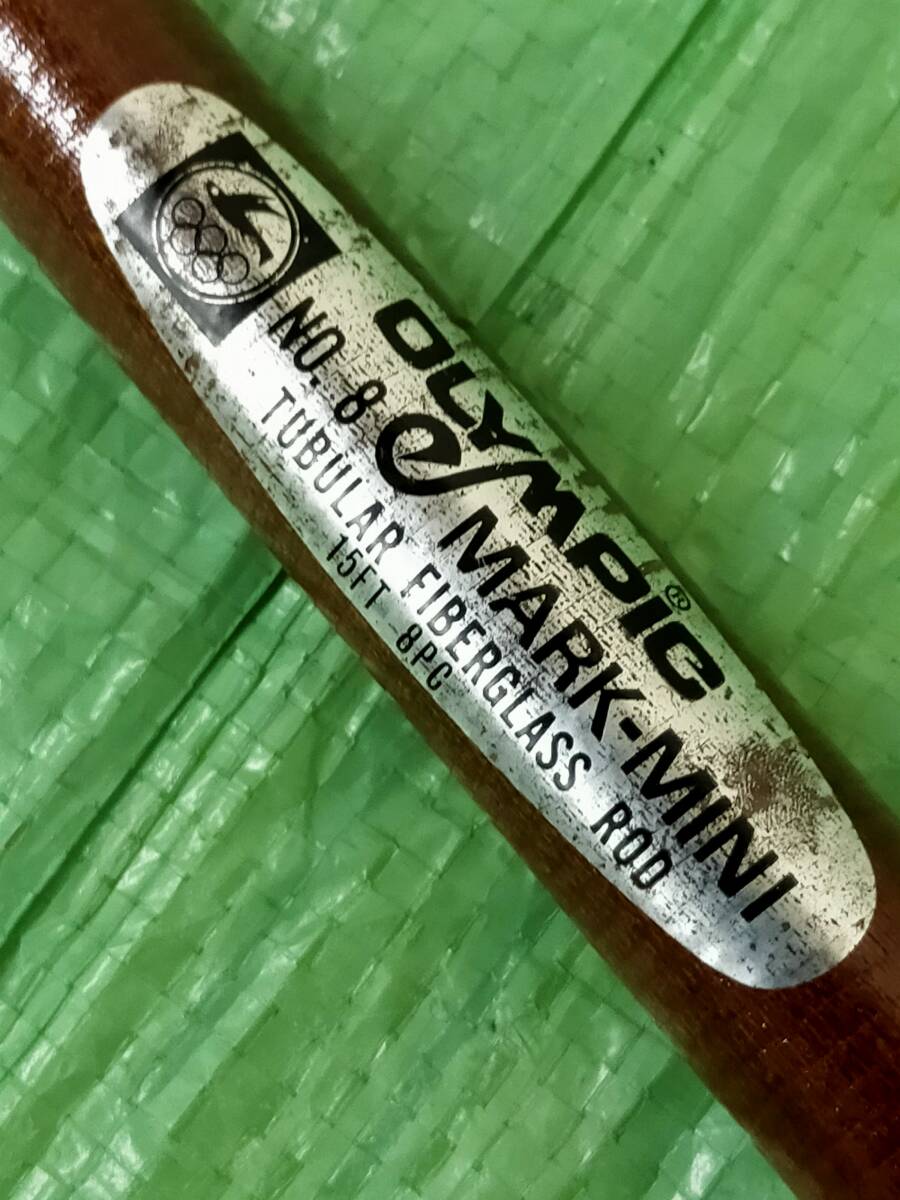 OLYMPIC®
NO. 8 MARK-MINI
TUBULAR FIBERGLASS ROD
15FT 8PC